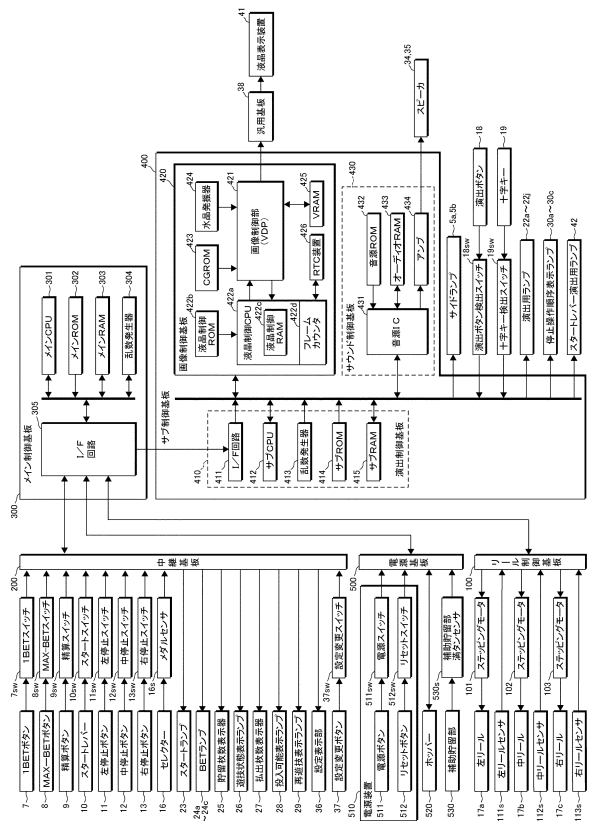 メイン制御基板
300
I/F
回路
305
メインCPU
301
メインROM
302
メインRAM
303
乱数発生器
304
サブ制御基板
400
画像制御基板
420
液晶制御
ROM
422b
液晶制御CPU
422a
液晶制御
RAM
422c
フレーム
カウンタ
422d
CGROM
423
水晶発振器
424
画像制御部
(VDP)
421
VRAM
425
RTC装置
426
汎用基板
38
液晶表示装置
41
演出制御基板
410
I/F回路
411
サブCPU
412
乱数発生器
413
サブROM
414
サブRAM
415
サウンド制御基板
430
音源IC
431
音源ROM
432
オーディオRAM
433
アンプ
434
スピーカ
34,35
サイドランプ
5a,5b
演出ボタン検出スイッチ
18sw
演出ボタン
18
十字キー検出スイッチ
19sw
十字キー
19
演出用ランプ
22a〜22j
停止操作順序表示ランプ
30a〜30c
スタートレバー演出用ランプ
42
中継基板
200
7
1BETボタン
7sw
1BETスイッチ
8
MAX−BETボタン
8sw
MAX-BETスイッチ
9
精算ボタン
9sw
精算スイッチ
10
スタートレバー
10sw
スタートスイッチ
11
左停止ボタン
11sw
左停止スイッチ
12
中停止ボタン
12sw
中停止スイッチ
13
右停止ボタン
13sw
右停止スイッチ
16
セレクター
16s
メダルセンサ
23
スタートランプ
24a
〜24c
BETランプ
25
貯留枚数表示器
26
遊技状態表示ランプ
27
払出枚数表示器
28
投入可能表示ランプ
29
再遊技表示ランプ
36
設定表示部
37
設定変更ボタン
37sw
設定変更スイッチ
電源基板
500
電源装置
510
511
電源ボタン
511sw
電源スイッチ
512
リセットボタン
512sw
リセットスイッチ
520
ホッパー
530
補助貯留部
530s
補助貯留部
満タンセンサ
リール制御基板
100
17a
左リール
101
ステッピングモータ
111s
左リールセンサ
17b
中リール
102
ステッピングモータ
112s
中リールセンサ
17c
右リール
103
ステッピングモータ
113s
右リールセンサ